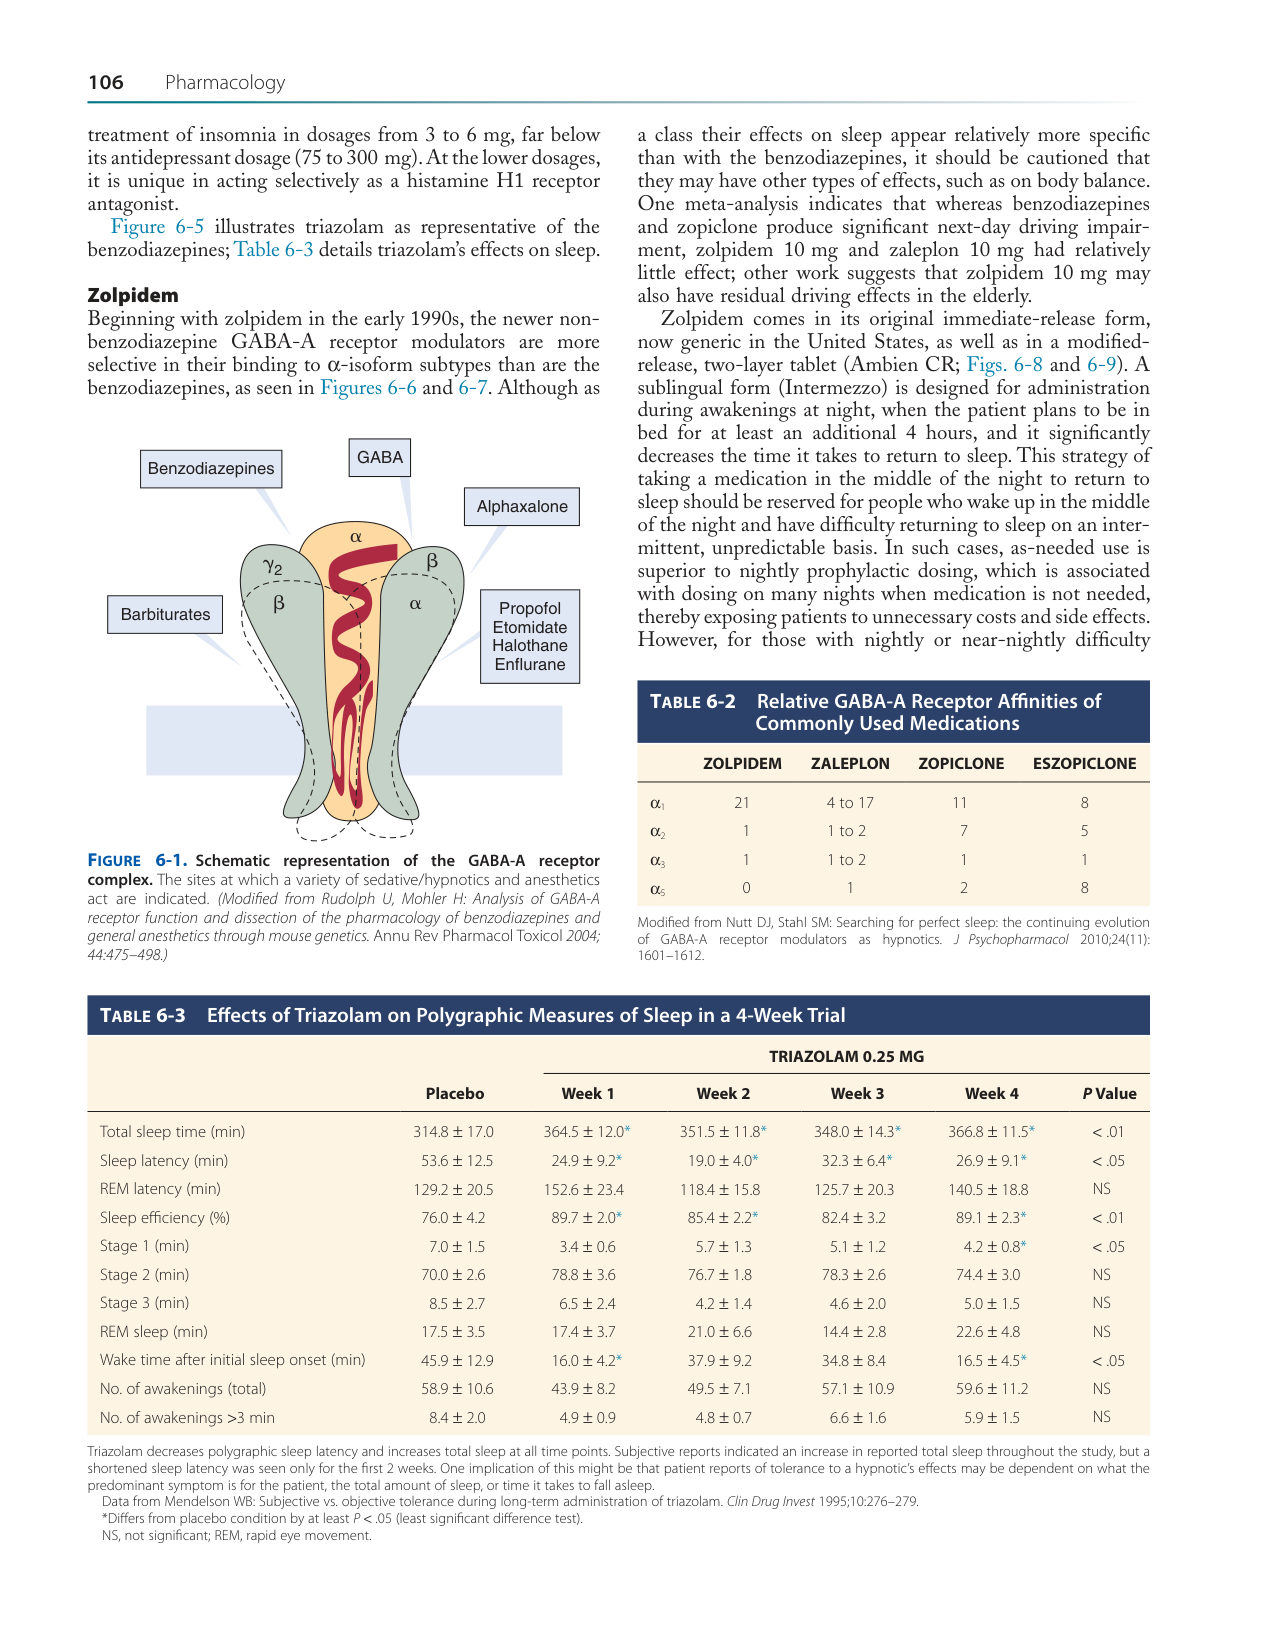 106 Pharmacology
treatment of insomnia in dosages from 3 to 6 mg, far below
its antidepressant dosage (75 to 300 mg). At the lower dosages,
it is unique in acting selectively as a histamine H1 receptor
antagonist.
Figure 6-5 illustrates triazolam as representative of the
benzodiazepines; Table 6-3 details triazolam's effects on sleep.
Zolpidem
Beginning with zolpidem in the early 1990s, the newer non-
benzodiazepine GABA-A receptor modulators are more
selective in their binding to α-isoform subtypes than are the
benzodiazepines, as seen in Figures 6-6 and 6-7. Although as
Benzodiazepines
GABA
Alphaxalone
α
γ2
β
β
α
Barbiturates
Propofol
Etomidate
Halothane
Enflurane
FIGURE 6-1. Schematic representation of the GABA-A receptor
complex. The sites at which a variety of sedative/hypnotics and anesthetics
act are indicated. (Modified from Rudolph U, Mohler H: Analysis of GABA-A
receptor function and dissection of the pharmacology of benzodiazepines and
general anesthetics through mouse genetics. Annu Rev Pharmacol Toxicol 2004;
44:475–498.)
a class their effects on sleep appear relatively more specific
than with the benzodiazepines, it should be cautioned that
they may have other types of effects, such as on body balance.
One meta-analysis indicates that whereas benzodiazepines
and zopiclone produce significant next-day driving impair-
ment, zolpidem 10 mg and zaleplon 10 mg had relatively
little effect; other work suggests that zolpidem 10 mg may
also have residual driving effects in the elderly.
Zolpidem comes in its original immediate-release form,
now generic in the United States, as well as in a modified-
release, two-layer tablet (Ambien CR; Figs. 6-8 and 6-9). A
sublingual form (Intermezzo) is designed for administration
during awakenings at night, when the patient plans to be in
bed for at least an additional 4 hours, and it significantly
decreases the time it takes to return to sleep. This strategy of
taking a medication in the middle of the night to return to
sleep should be reserved for people who wake up in the middle
of the night and have difficulty returning to sleep on an inter-
mittent, unpredictable basis. In such cases, as-needed use is
superior to nightly prophylactic dosing, which is associated
with dosing on many nights when medication is not needed,
thereby exposing patients to unnecessary costs and side effects.
However, for those with nightly or near-nightly difficulty
TABLE 6-2 Relative GABA-A Receptor Affinities of
Commonly Used Medications
ZOLPIDEM ZALEPLON ZOPICLONE ESZOPICLONE
α1 21 4 to 17 11 8
α2 1 1 to 2 7 5
α3 1 1 to 2 1 1
α5 0 1 2 8
Modified from Nutt DJ, Stahl SM: Searching for perfect sleep: the continuing evolution
of GABA-A receptor modulators as hypnotics. J Psychopharmacol 2010;24(11):
1601–1612.
TABLE 6-3 Effects of Triazolam on Polygraphic Measures of Sleep in a 4-Week Trial
TRIAZOLAM 0.25 MG
Placebo Week 1 Week 2 Week 3 Week 4 P Value
Total sleep time (min) 314.8 ± 17.0 364.5 ± 12.0* 351.5 ± 11.8* 348.0 ± 14.3* 366.8 ± 11.5* < .01
Sleep latency (min) 53.6 ± 12.5 24.9 ± 9.2* 19.0 ± 4.0* 32.3 ± 6.4* 26.9 ± 9.1* < .05
REM latency (min) 129.2 ± 20.5 152.6 ± 23.4 118.4 ± 15.8 125.7 ± 20.3 140.5 ± 18.8 NS
Sleep efficiency (%) 76.0 ± 4.2 89.7 ± 2.0* 85.4 ± 2.2* 82.4 ± 3.2 89.1 ± 2.3* < .01
Stage 1 (min) 7.0 ± 1.5 3.4 ± 0.6 5.7 ± 1.3 5.1 ± 1.2 4.2 ± 0.8* < .05
Stage 2 (min) 70.0 ± 2.6 78.8 ± 3.6 76.7 ± 1.8 78.3 ± 2.6 74.4 ± 3.0 NS
Stage 3 (min) 8.5 ± 2.7 6.5 ± 2.4 4.2 ± 1.4 4.6 ± 2.0 5.0 ± 1.5 NS
REM sleep (min) 17.5 ± 3.5 17.4 ± 3.7 21.0 ± 6.6 14.4 ± 2.8 22.6 ± 4.8 NS
Wake time after initial sleep onset (min) 45.9 ± 12.9 16.0 ± 4.2* 37.9 ± 9.2 34.8 ± 8.4 16.5 ± 4.5* < .05
No. of awakenings (total) 58.9 ± 10.6 43.9 ± 8.2 49.5 ± 7.1 57.1 ± 10.9 59.6 ± 11.2 NS
No. of awakenings >3 min 8.4 ± 2.0 4.9 ± 0.9 4.8 ± 0.7 6.6 ± 1.6 5.9 ± 1.5 NS
Triazolam decreases polygraphic sleep latency and increases total sleep at all time points. Subjective reports indicated an increase in reported total sleep throughout the study, but a
shortened sleep latency was seen only for the first 2 weeks. One implication of this might be that patient reports of tolerance to a hypnotic's effects may be dependent on what the
predominant symptom is for the patient, the total amount of sleep, or time it takes to fall asleep.
Data from Mendelson WB: Subjective vs. objective tolerance during long-term administration of triazolam. Clin Drug Invest 1995;10:276–279.
*Differs from placebo condition by at least P < .05 (least significant difference test).
NS, not significant; REM, rapid eye movement.